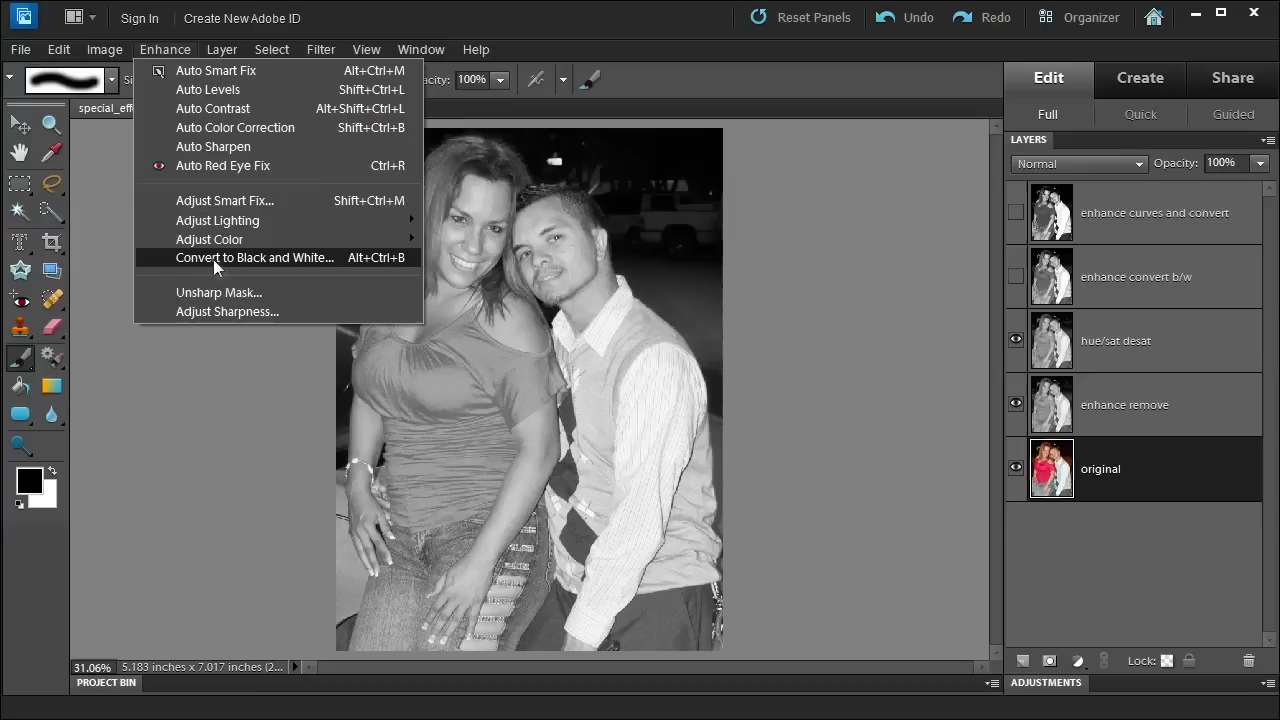 Sign In
Create New Adobe ID
Reset Panels
Undo
Redo
Organizer
File Edit Image Enhance Layer Select Filter View Window Help
100%
Edit Create Share
Full Quick Guided
special_eff
Auto Smart Fix Alt+Ctrl+M
Auto Levels Shift+Ctrl+L
Auto Contrast Alt+Shift+Ctrl+L
Auto Color Correction Shift+Ctrl+B
Auto Sharpen
Auto Red Eye Fix Ctrl+R
Adjust Smart Fix... Shift+Ctrl+M
Adjust Lighting
Adjust Color
Convert to Black and White... Alt+Ctrl+B
Unsharp Mask...
Adjust Sharpness...
LAYERS
Normal Opacity: 100%
enhance curves and convert
enhance convert b/w
hue/sat desat
enhance remove
original
Lock:
31.06% 5.183 inches x 7.017 inches (2...
PROJECT BIN
ADJUSTMENTS